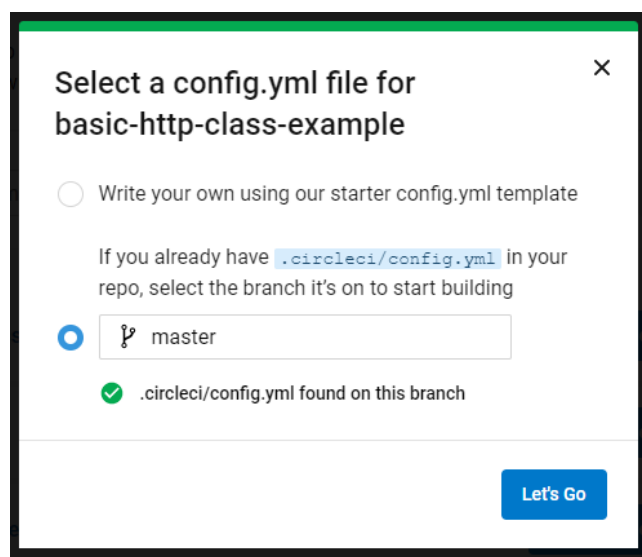 Select a config.yml file for
basic-http-class-example
Write your own using our starter config.yml template
If you already have .circleci/config.yml in your
repo, select the branch it's on to start building
master
.circleci/config.yml found on this branch
Let's Go